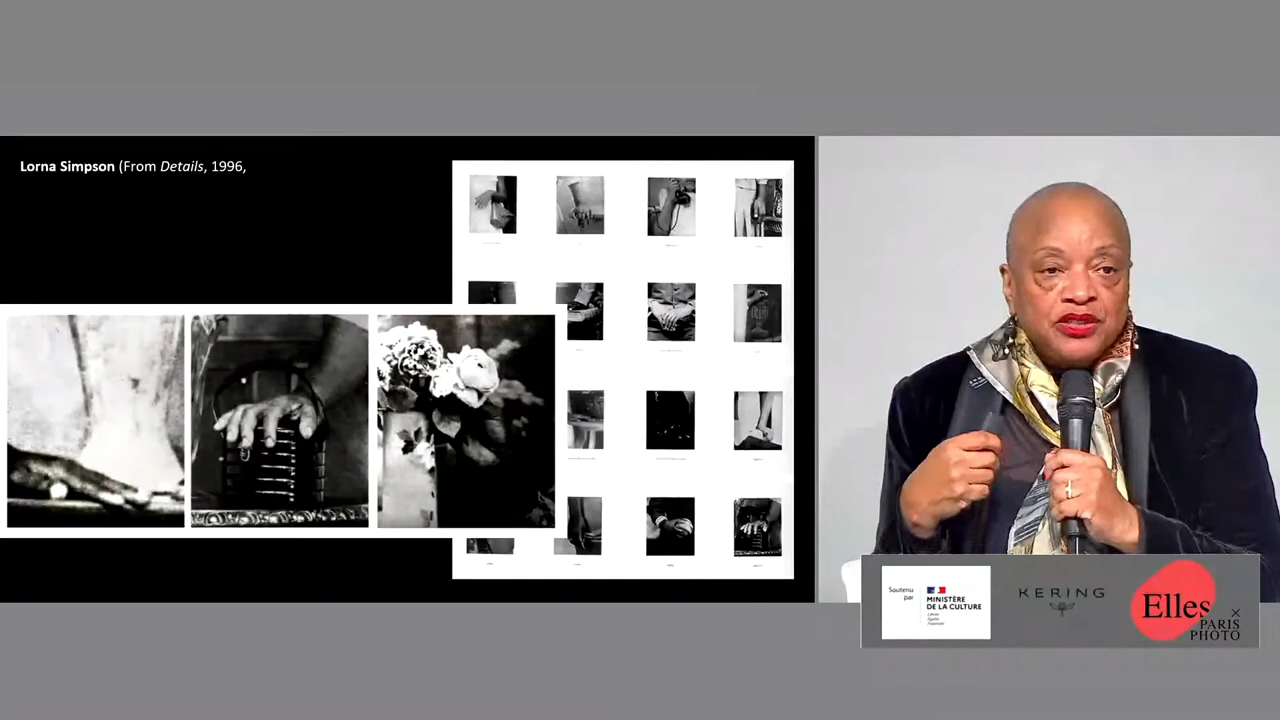 Lorna Simpson (From Details, 1996,
Soutenu
par
MINISTÈRE
DE LA CULTURE
KERING
Elles
×
PARIS
PHOTO